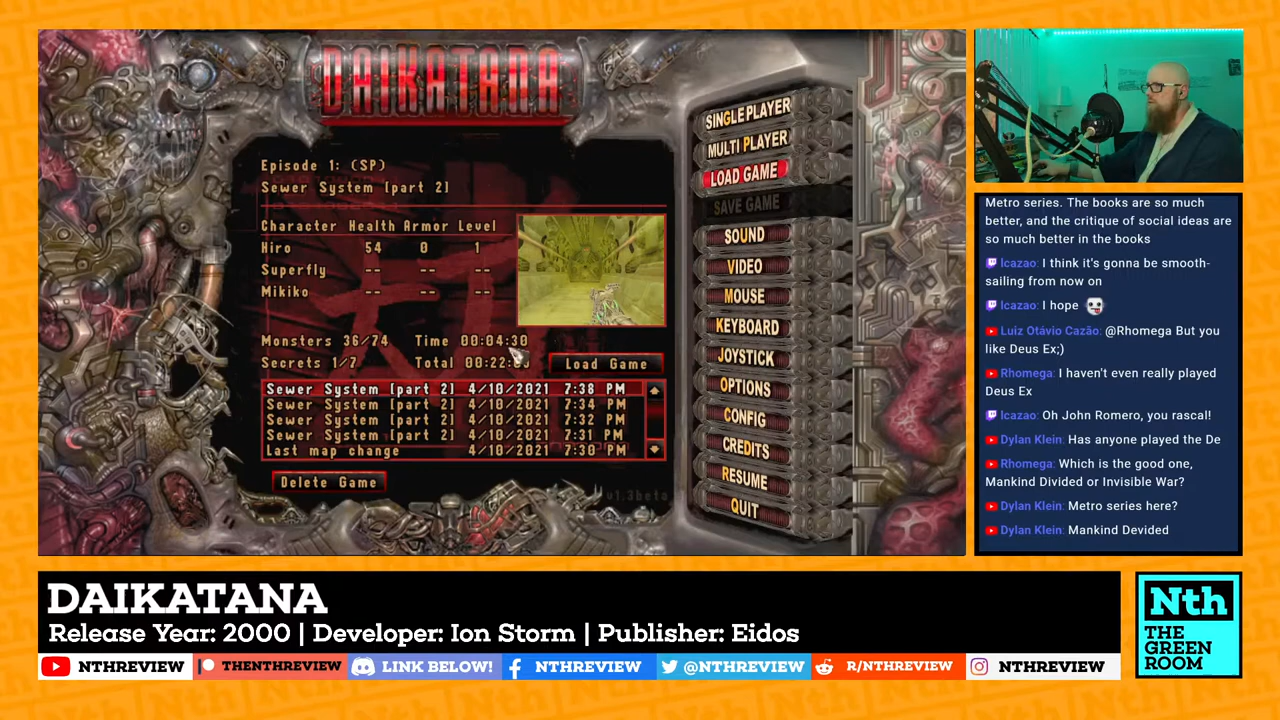 DAIKATANA
Episode 1: (SP)
Sewer System [part 2]
Character Health Armor Level
Hiro 54 0 1
Superfly -- -- --
Mikiko -- -- --
Monsters 36/74 Time 00:04:30
Secrets 1/7 Total 00:22:
Load Game
Sewer System [part 2] 4/10/2021 7:38 PM
Sewer System [part 2] 4/10/2021 7:34 PM
Sewer System [part 2] 4/10/2021 7:32 PM
Sewer System [part 2] 4/10/2021 7:31 PM
Last map change 4/10/2021 7:30 PM
Delete Game
v1.3beta
SINGLE PLAYER
MULTI PLAYER
LOAD GAME
SAVE GAME
SOUND
VIDEO
MOUSE
KEYBOARD
JOYSTICK
OPTIONS
CONFIG
CREDITS
RESUME
QUIT
Metro series. The books are so much
better, and the critique of social ideas are
so much better in the books
Icazao: I think it's gonna be smooth-
sailing from now on
Icazao: I hope
Luiz Otávio Cazão: @Rhomega But you
like Deus Ex;)
Rhomega: I haven't even really played
Deus Ex
Icazao: Oh John Romero, you rascal!
Dylan Klein: Has anyone played the De
Rhomega: Which is the good one,
Mankind Divided or Invisible War?
Dylan Klein: Metro series here?
Dylan Klein: Mankind Devided
DAIKATANA
Release Year: 2000 | Developer: Ion Storm | Publisher: Eidos
NTHREVIEW
THENTHREVIEW
LINK BELOW!
NTHREVIEW
@NTHREVIEW
R/NTHREVIEW
NTHREVIEW
Nth
THE
GREEN
ROOM